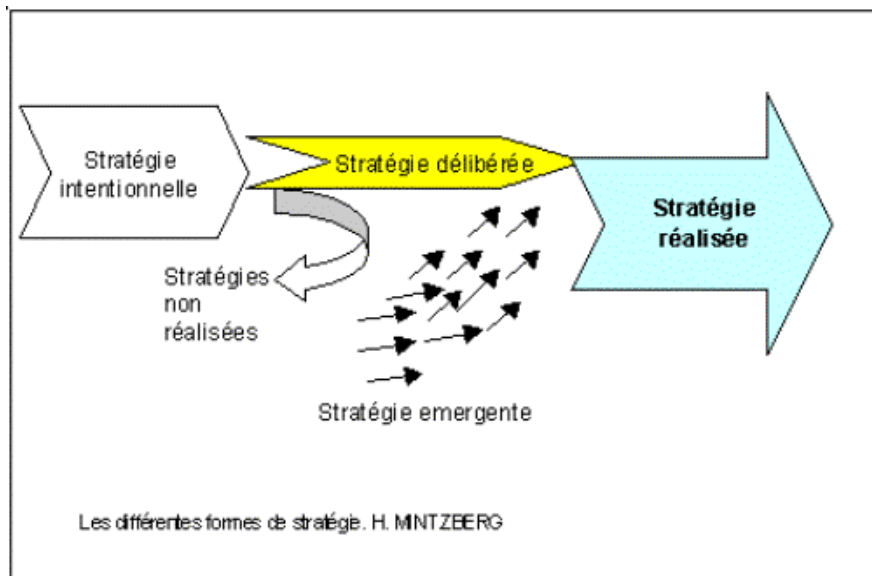 Stratégie
intentionnelle
Stratégie délibérée
Stratégie
réalisée
Stratégies
non
réalisées
Stratégie emergente
Les différentes formes de stratégie. H. MINTZBERG